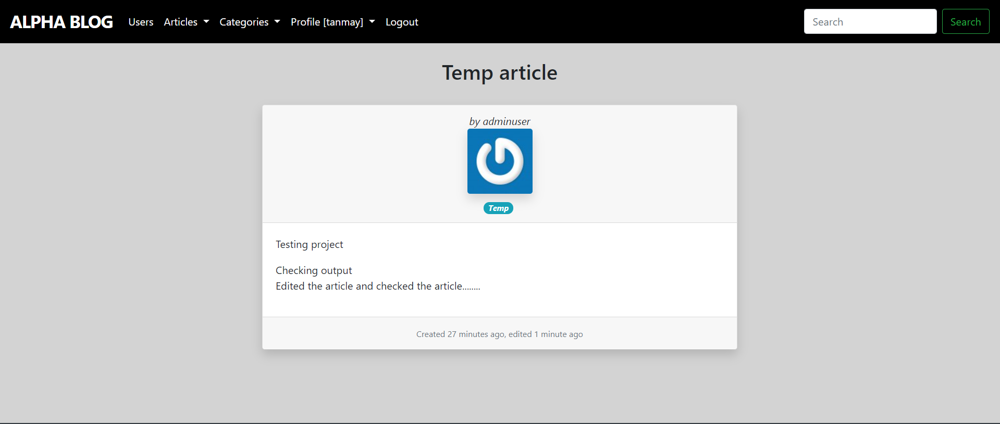 ALPHA BLOG Users Articles Categories Profile [tanmay] Logout Search Search
Temp article
by adminuser
Temp
Testing project
Checking output
Edited the article and checked the article........
Created 27 minutes ago, edited 1 minute ago